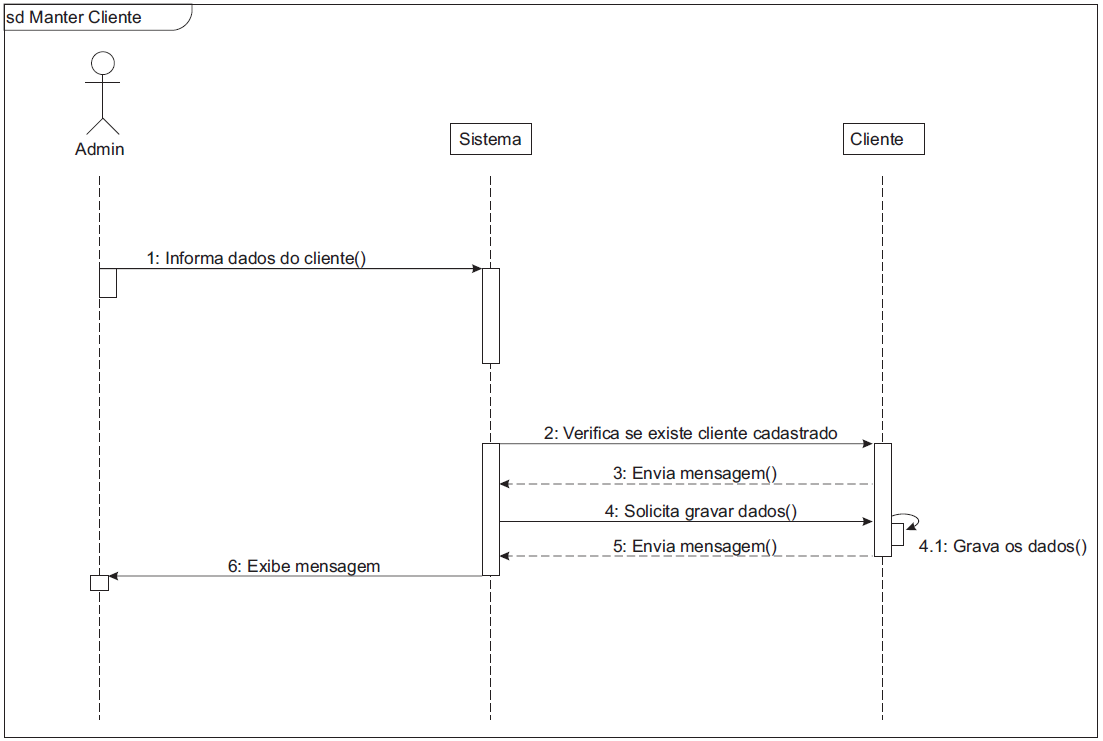 sd Manter Cliente
Admin
Sistema
Cliente
1: Informa dados do cliente()
2: Verifica se existe cliente cadastrado
3: Envia mensagem()
4: Solicita gravar dados()
4.1: Grava os dados()
5: Envia mensagem()
6: Exibe mensagem